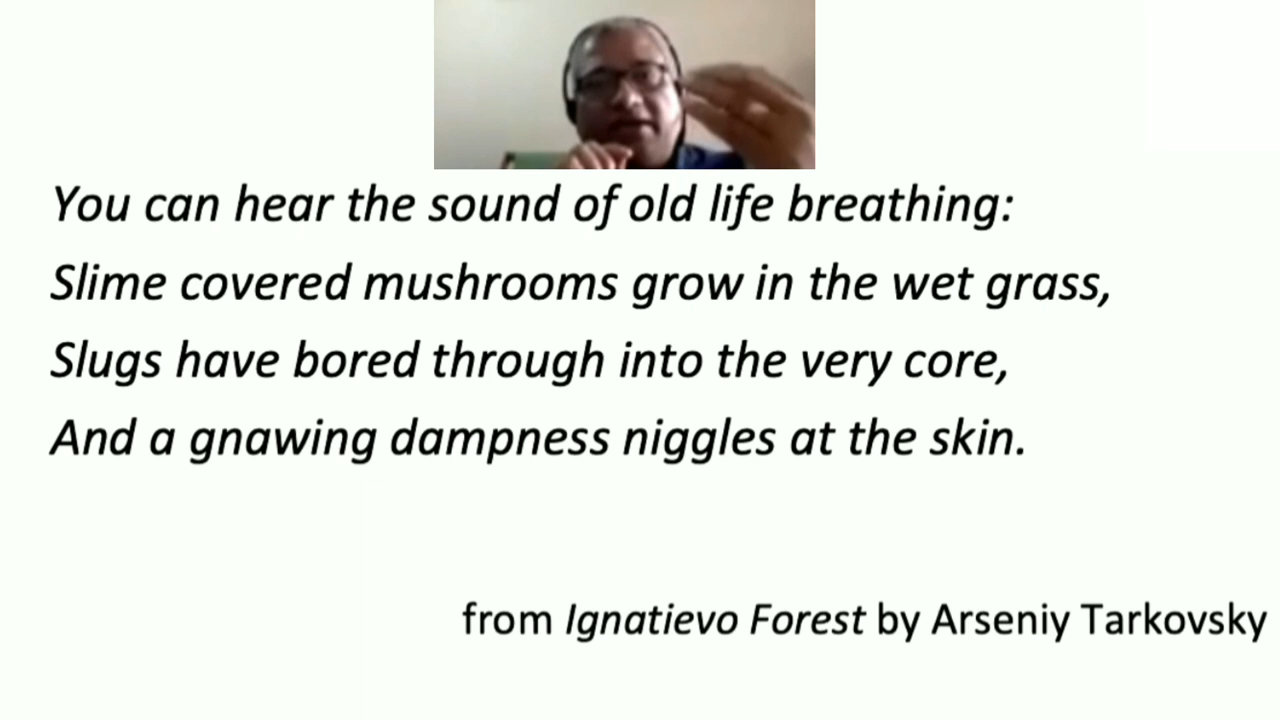 You can hear the sound of old life breathing:
Slime covered mushrooms grow in the wet grass,
Slugs have bored through into the very core,
And a gnawing dampness niggles at the skin.
from Ignatievo Forest by Arseniy Tarkovsky